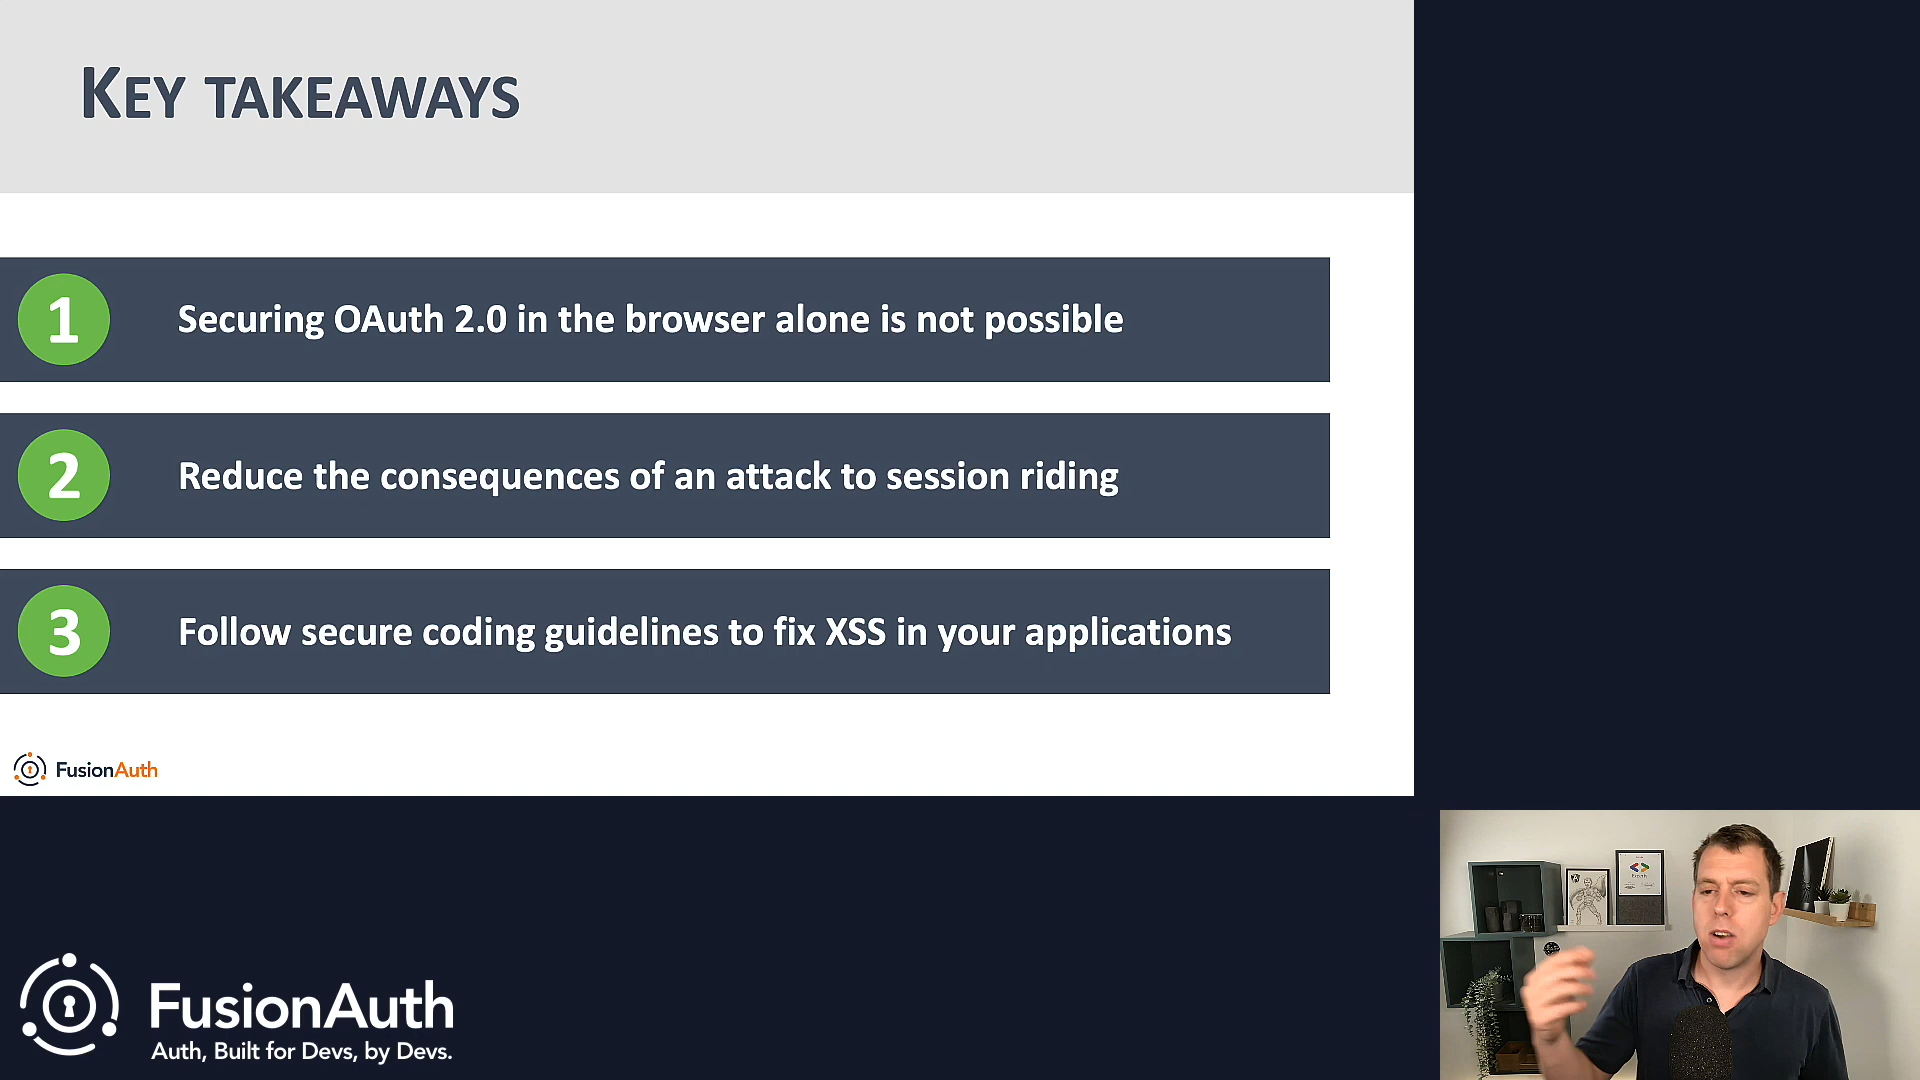 KEY TAKEAWAYS
1
Securing OAuth 2.0 in the browser alone is not possible
2
Reduce the consequences of an attack to session riding
3
Follow secure coding guidelines to fix XSS in your applications
FusionAuth
FusionAuth
Auth, Built for Devs, by Devs.
Experts